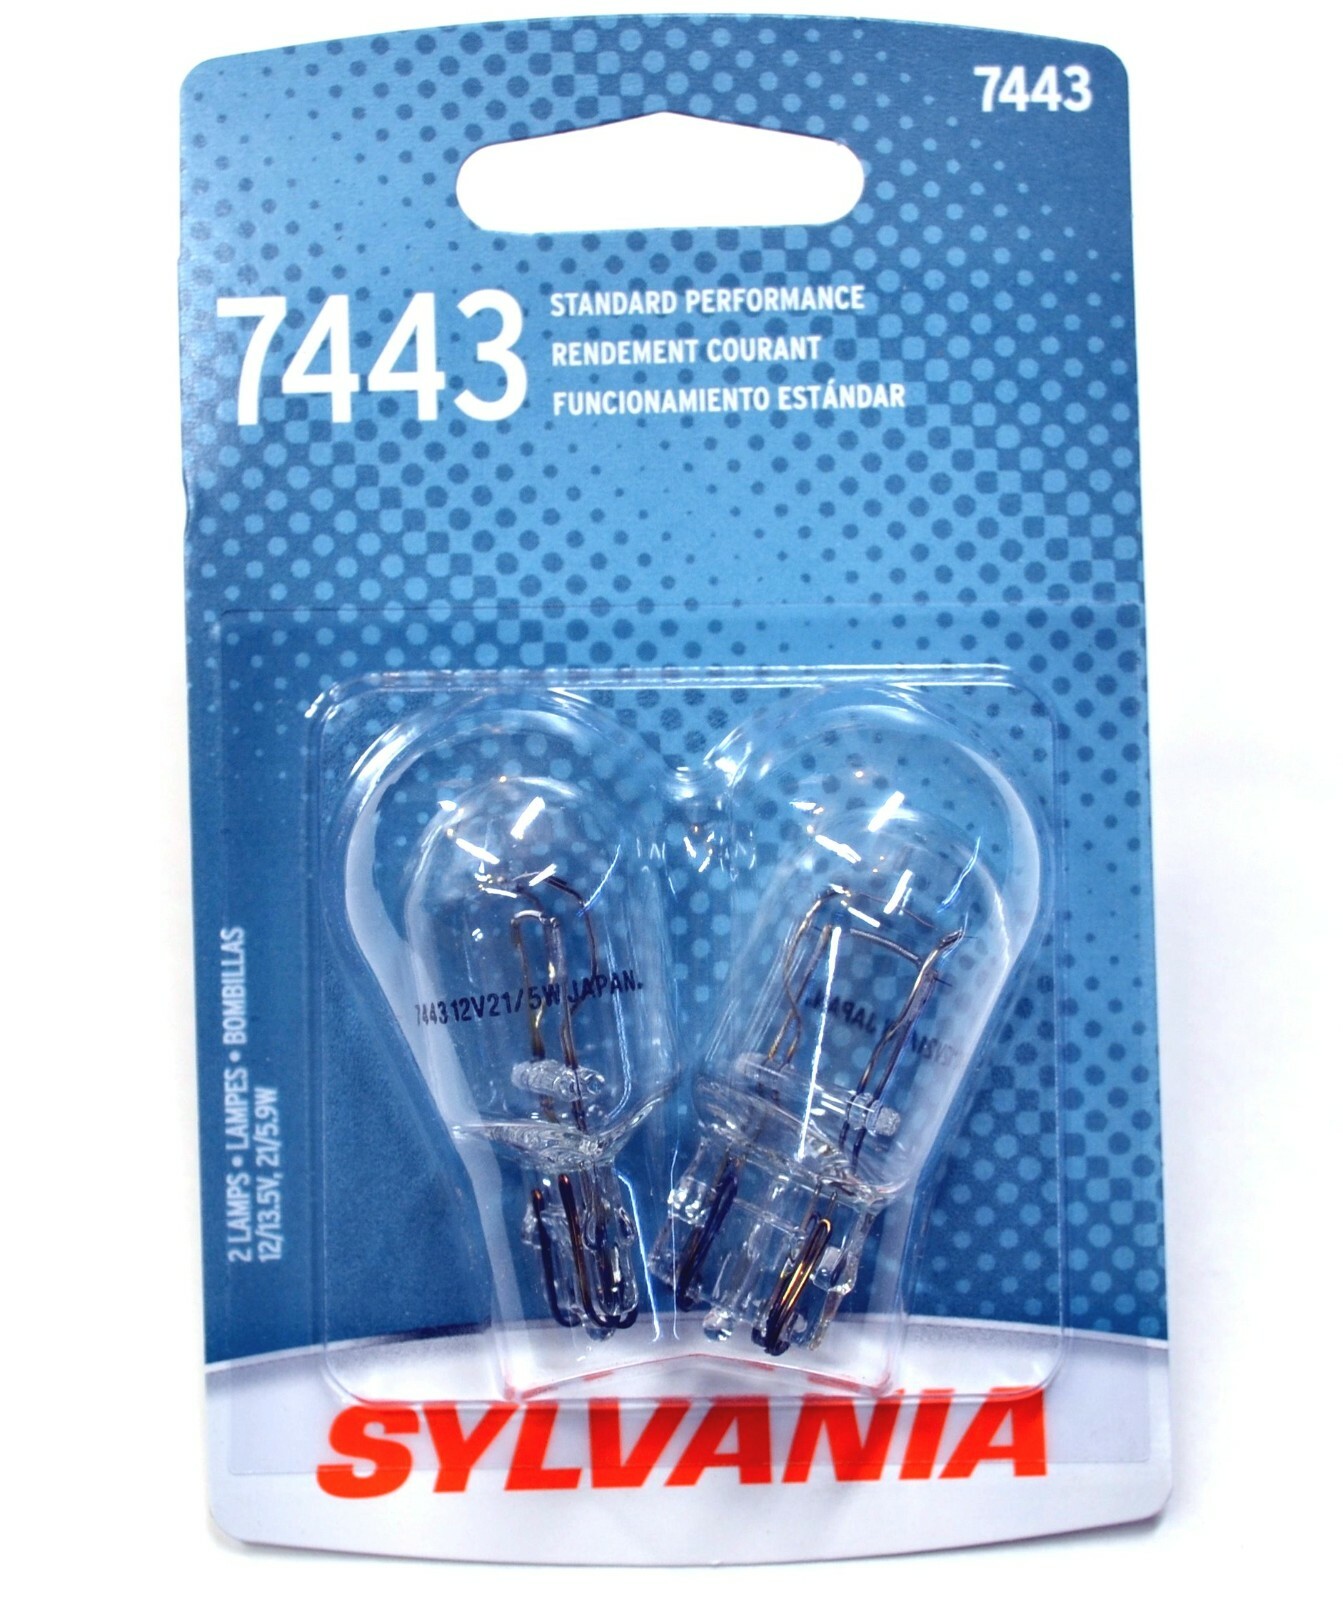 7443
7443
STANDARD PERFORMANCE
RENDEMENT COURANT
FUNCIONAMIENTO ESTÁNDAR
2 LAMPS • LAMPES • BOMBILLAS
12/13.5V, 21/5.9W
7443 12V21/5W JAPAN.
JAPAN.
SYLVANIA